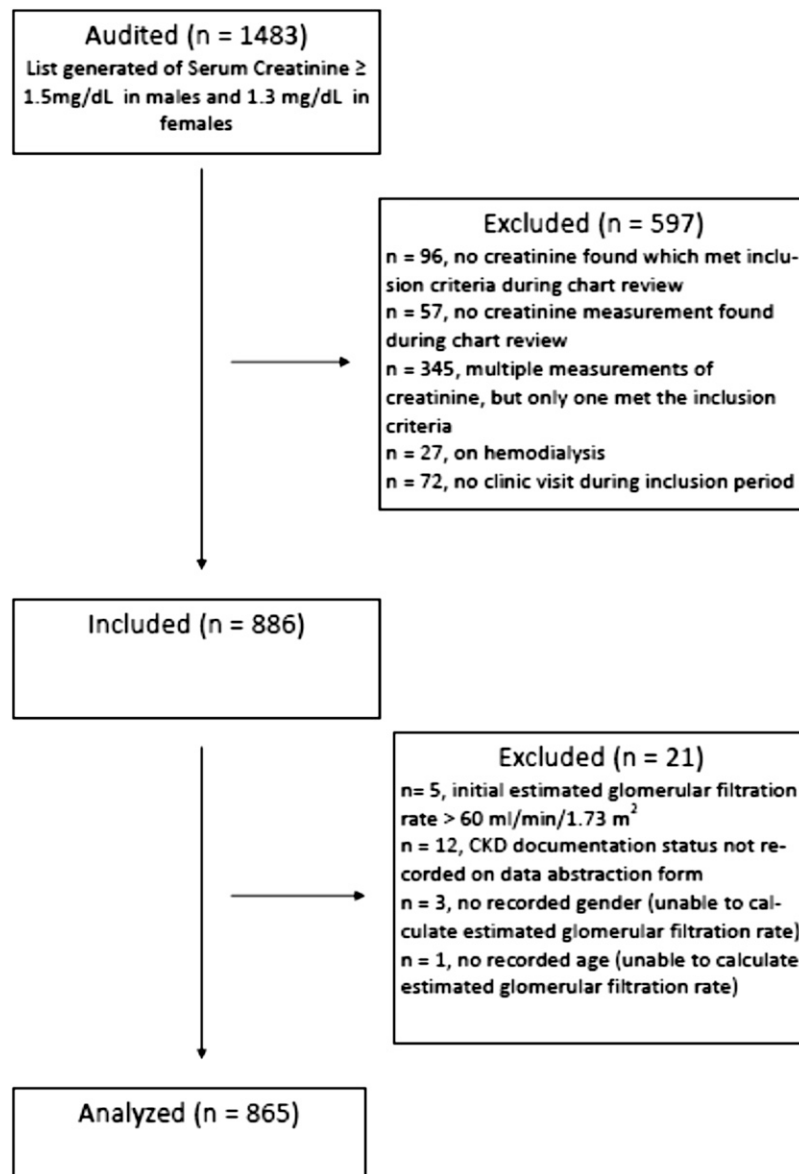 Audited (n = 1483)
List generated of Serum Creatinine ≥
1.5mg/dL in males and 1.3 mg/dL in
females
Excluded (n = 597)
n = 96, no creatinine found which met inclu-
sion criteria during chart review
n = 57, no creatinine measurement found
during chart review
n = 345, multiple measurements of
creatinine, but only one met the inclusion
criteria
n = 27, on hemodialysis
n = 72, no clinic visit during inclusion period
Included (n = 886)
Excluded (n = 21)
n= 5, initial estimated glomerular filtration
rate > 60 ml/min/1.73 m²
n = 12, CKD documentation status not re-
corded on data abstraction form
n = 3, no recorded gender (unable to cal-
culate estimated glomerular filtration rate)
n = 1, no recorded age (unable to calculate
estimated glomerular filtration rate)
Analyzed (n = 865)